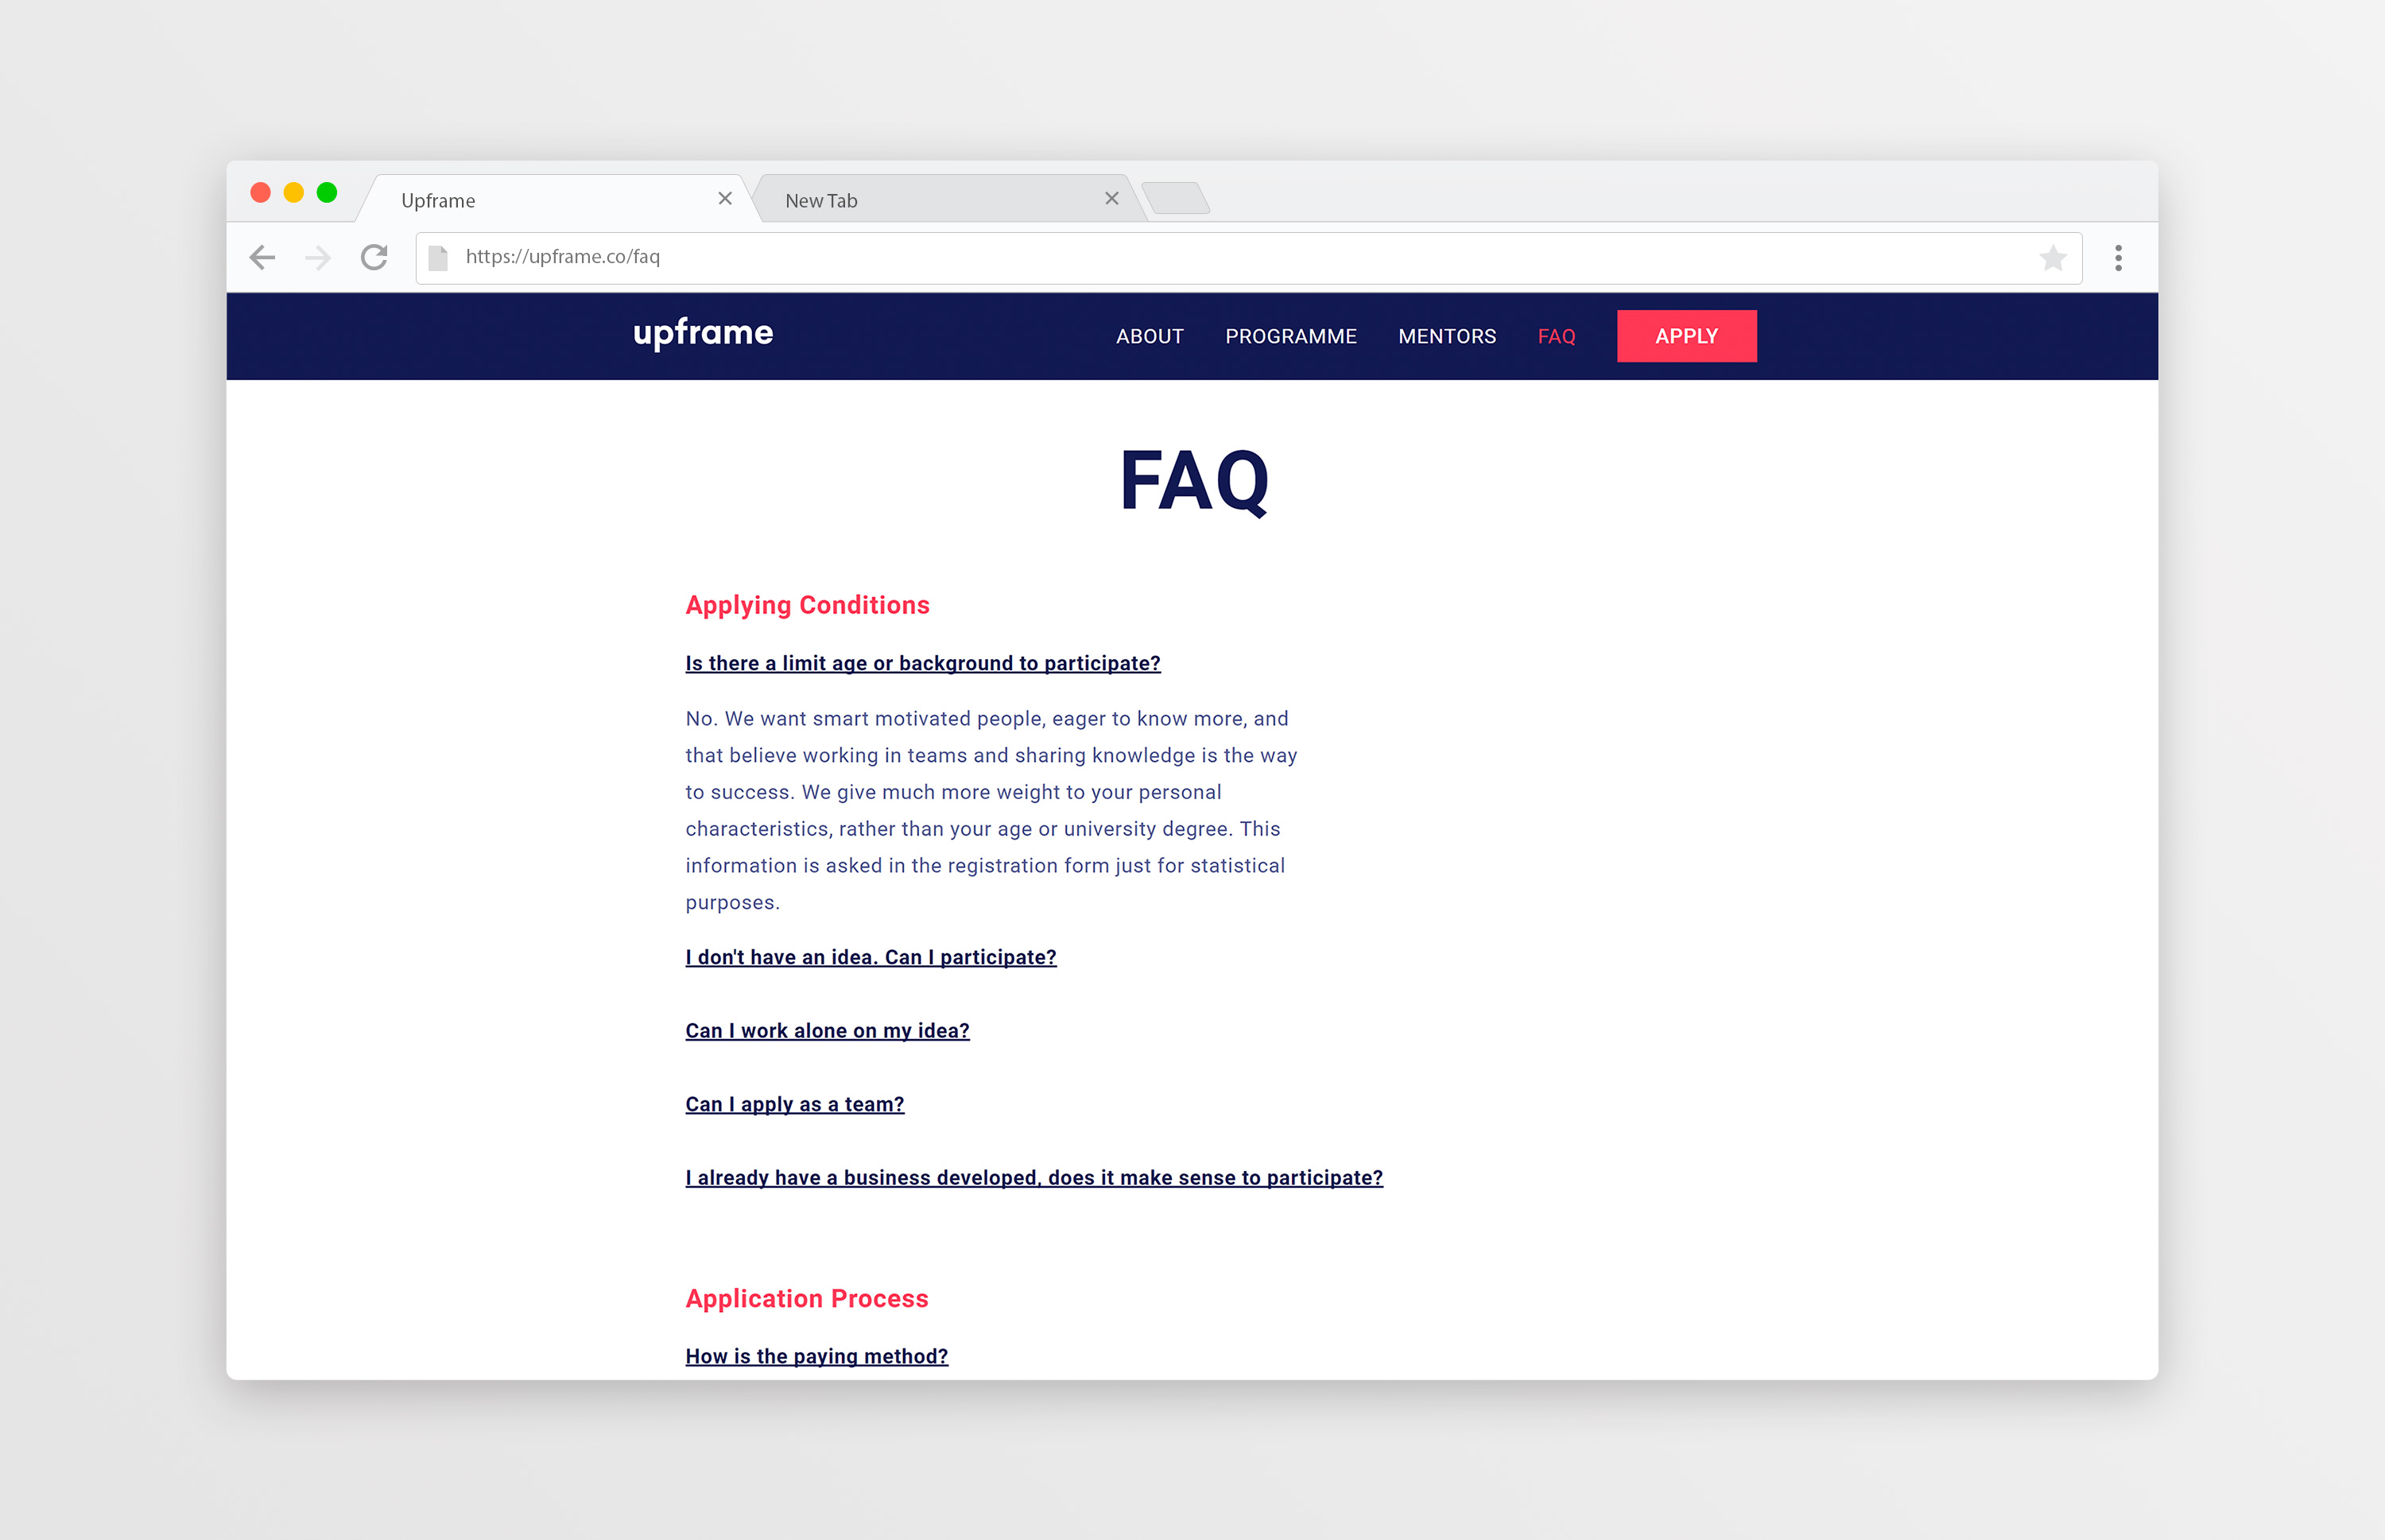 Upframe
New Tab
https://upframe.co/faq
upframe
ABOUT PROGRAMME MENTORS FAQ APPLY
FAQ
Applying Conditions
Is there a limit age or background to participate?
No. We want smart motivated people, eager to know more, and
that believe working in teams and sharing knowledge is the way
to success. We give much more weight to your personal
characteristics, rather than your age or university degree. This
information is asked in the registration form just for statistical
purposes.
I don't have an idea. Can I participate?
Can I work alone on my idea?
Can I apply as a team?
I already have a business developed, does it make sense to participate?
Application Process
How is the paying method?